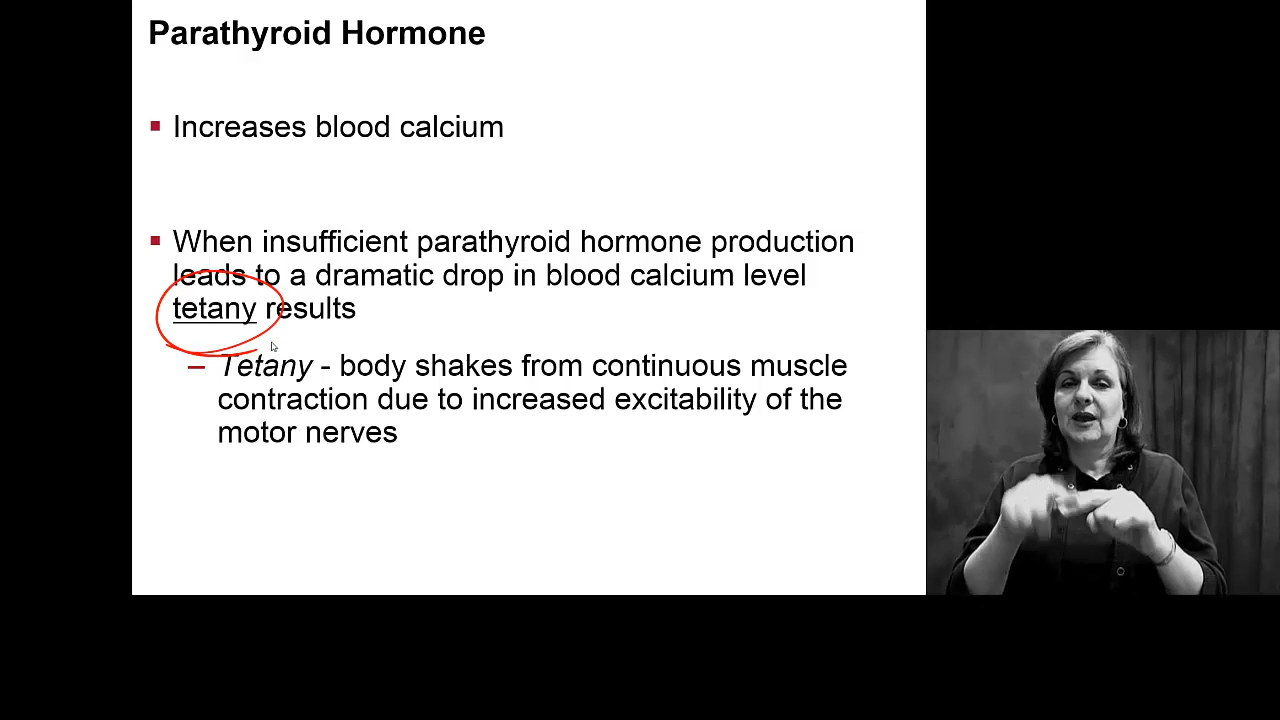 Parathyroid Hormone
Increases blood calcium
When insufficient parathyroid hormone production
leads to a dramatic drop in blood calcium level
tetany results
– Tetany - body shakes from continuous muscle
contraction due to increased excitability of the
motor nerves